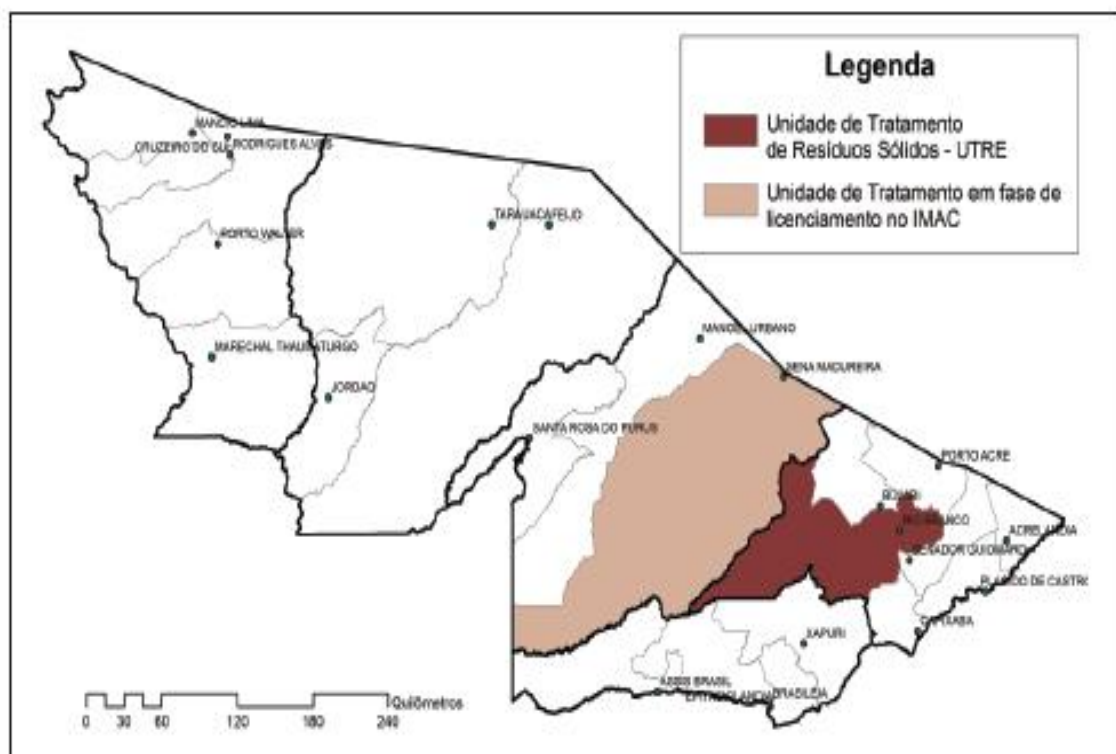 Legenda
Unidade de Tratamento
de Resíduos Sólidos - UTRE
Unidade de Tratamento em fase de
licenciamento no IMAC
MANCIO LIMA
CRUZEIRO DO SUL
RODRIGUES ALVES
TARAUACA
FEIJO
PORTO WALTER
MANOEL URBANO
MARECHAL THAUMATURGO
SENA MADUREIRA
JORDAO
SANTA ROSA DO PURUS
PORTO ACRE
BUJARI
RIO BRANCO
ACRELANDIA
SENADOR GUIOMARD
PLACIDO DE CASTRO
CAPIXABA
XAPURI
ASSIS BRASIL
EPITACIOLANDIA
BRASILEIA
Quilômetros
0 15 30 60 120 180 240